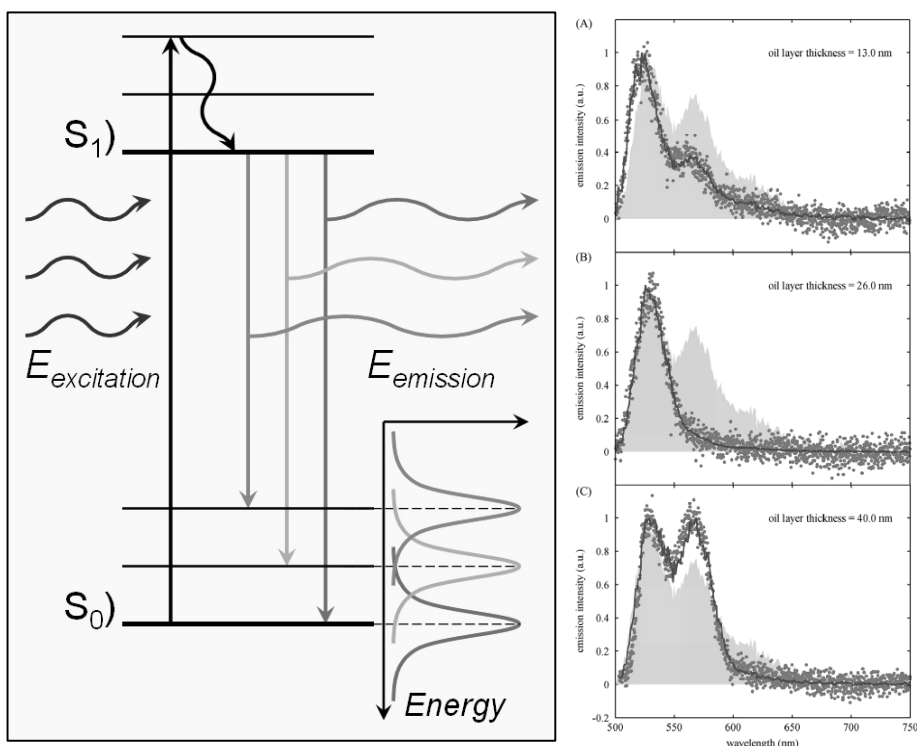 S₁)
E excitation
E emission
S₀)
Energy
(A)
oil layer thickness = 13.0 nm
emission intensity (a.u.)
1
0.8
0.6
0.4
0.2
0
(B)
oil layer thickness = 26.0 nm
emission intensity (a.u.)
1
0.8
0.6
0.4
0.2
0
(C)
oil layer thickness = 40.0 nm
emission intensity (a.u.)
1
0.8
0.6
0.4
0.2
0
-0.2
500 550 600 650 700 750
wavelength (nm)